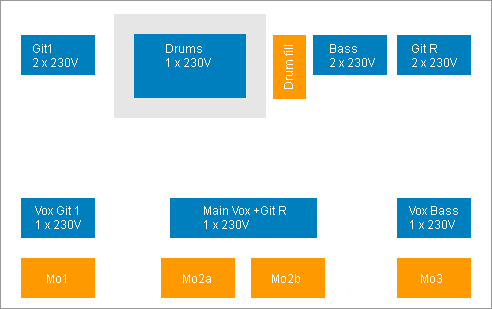 Git1
2 x 230V
Drums
1 x 230V
Drum fill
Bass
2 x 230V
Git R
2 x 230V
Vox Git 1
1 x 230V
Main Vox +Git R
1 x 230V
Vox Bass
1 x 230V
Mo1
Mo2a
Mo2b
Mo3